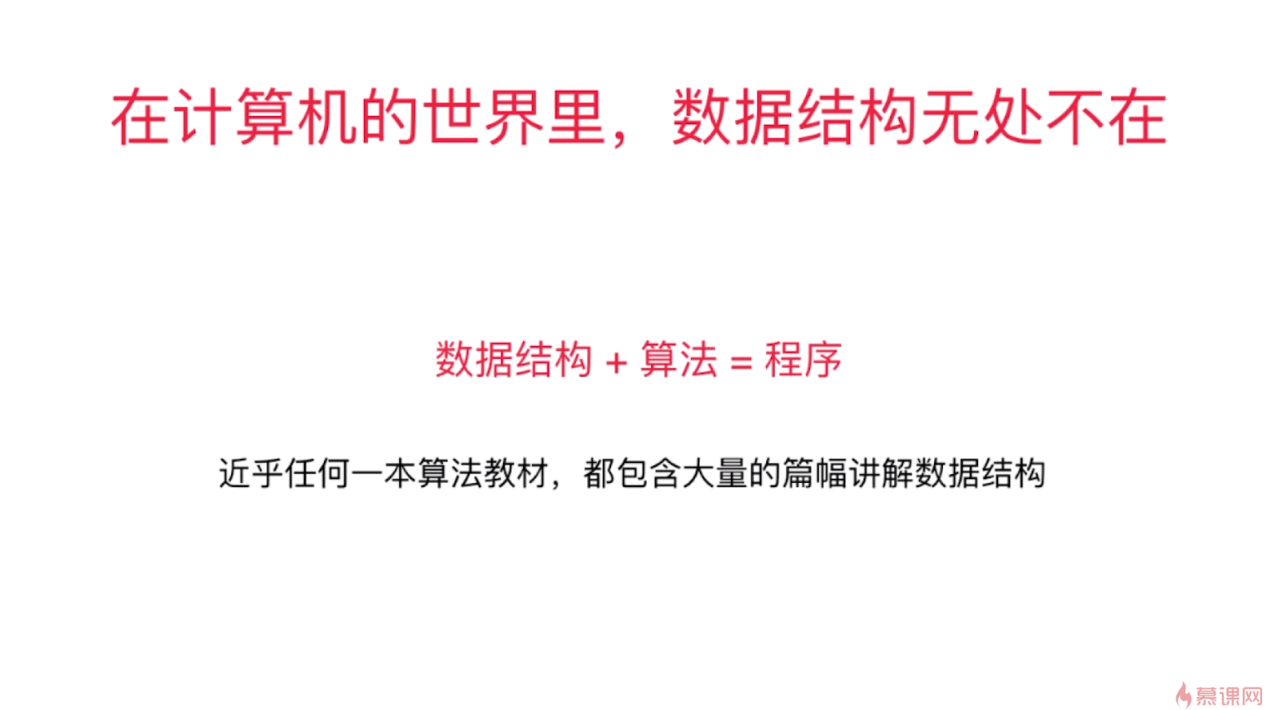 在计算机的世界里，数据结构无处不在
数据结构 + 算法 = 程序
近乎任何一本算法教材，都包含大量的篇幅讲解数据结构
慕课网